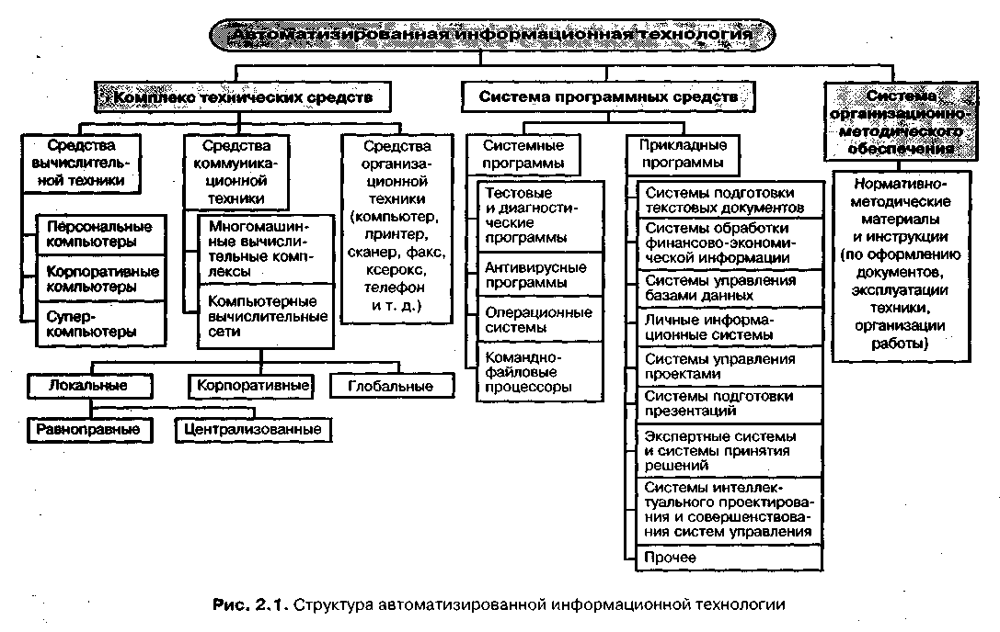 Автоматизированная информационная технология
Комплекс технических средств
Средства
вычислитель-
ной техники
Персональные
компьютеры
Корпоративные
компьютеры
Супер-
компьютеры
Средства
коммуника-
ционной
техники
Многомашин-
ные вычисли-
тельные комп-
лексы
Компьютерные
вычислительные
сети
Средства
организа-
ционной
техники
(компьютер,
принтер,
сканер, факс,
ксерокс,
телефон
и т. д.)
Локальные
Корпоративные
Глобальные
Равноправные
Централизованные
Система программных средств
Системные
программы
Тестовые
и диагности-
ческие
программы
Антивирусные
программы
Операционные
системы
Командно-
файловые
процессоры
Прикладные
программы
Системы подготовки
текстовых документов
Системы обработки
финансово-экономи-
ческой информации
Системы управления
базами данных
Личные информа-
ционные системы
Системы управления
проектами
Системы подготовки
презентаций
Экспертные системы
и системы принятия
решений
Системы интеллек-
туального проектирова-
ния и совершенствова-
ния систем управления
Прочее
Система
организационно-
методического
обеспечения
Нормативно-
методические
материалы
и инструкции
(по оформлению
документов,
эксплуатации
техники,
организации
работы)
Рис. 2.1. Структура автоматизированной информационной технологии